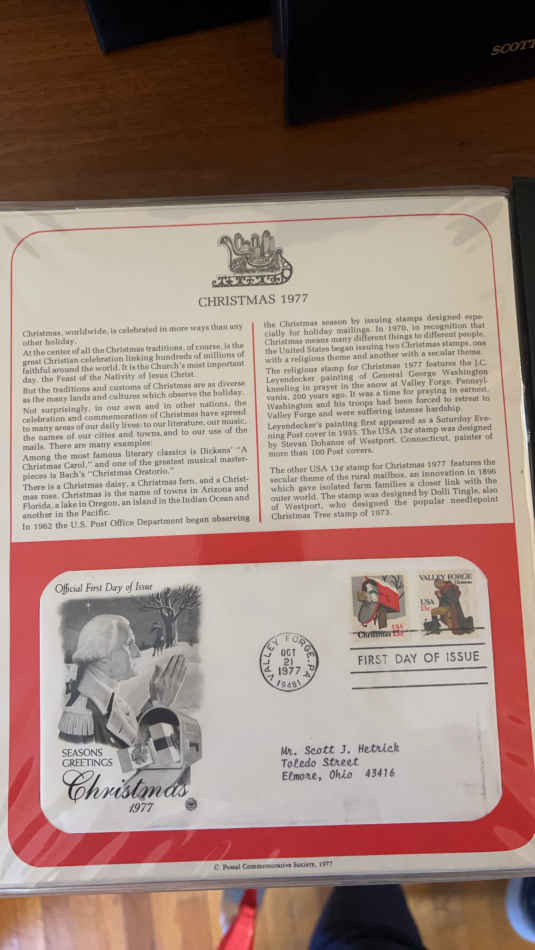 SCOTT
CHRISTMAS 1977
Christmas, worldwide, is celebrated in more ways than any
other holiday.
At the center of all the Christmas traditions, of course, is the
great Christian celebration linking hundreds of millions of
faithful around the world. It is the Church's most important
day, the Feast of the Nativity of Jesus Christ.
But the traditions and customs of Christmas are as diverse
as the many lands and cultures which observe the holiday.
Not surprisingly, in our own and in other nations, the
celebration and commemoration of Christmas have spread
to many areas of our daily lives: to our literature, our music,
the names of our cities and towns, and to our use of the
mails. There are many examples:
Among the most famous literary classics is Dickens' "A
Christmas Carol," and one of the greatest musical master-
pieces is Bach's "Christmas Oratorio."
There is a Christmas daisy, a Christmas fern, and a Christ-
mas rose. Christmas is the name of towns in Arizona and
Florida, a lake in Oregon, an island in the Indian Ocean and
another in the Pacific.
In 1962 the U.S. Post Office Department began observing
the Christmas season by issuing stamps designed espe-
cially for holiday mailings. In 1970, in recognition that
Christmas means many different things to different people,
the United States began issuing two Christmas stamps, one
with a religious theme and another with a secular theme.
The religious stamp for Christmas 1977 features the J.C.
Leyendecker painting of General George Washington
kneeling in prayer in the snow at Valley Forge, Pennsyl-
vania, 200 years ago. It was a time for praying in earnest.
Washington and his troops had been forced to retreat to
Valley Forge and were suffering intense hardship.
Leyendecker's painting first appeared as a Saturday Eve-
ning Post cover in 1935. The USA 13¢ stamp was designed
by Stevan Dohanos of Westport, Connecticut, painter of
more than 100 Post covers.
The other USA 13¢ stamp for Christmas 1977 features the
secular theme of the rural mailbox, an innovation in 1896
which gave isolated farm families a closer link with the
outer world. The stamp was designed by Dolli Tingle, also
of Westport, who designed the popular needlepoint
Christmas Tree stamp of 1973.
Official First Day of Issue
SEASONS
GREETINGS
Christmas
1977
VALLEY FORGE, PA
OCT
21
1977
19481
Christmas USA 13¢
VALLEY FORGE
Christmas
USA
13¢
FIRST DAY OF ISSUE
Mr. Scott J. Hetrick
Toledo Street
Elmore, Ohio 43416
© Postal Commemorative Society, 1977